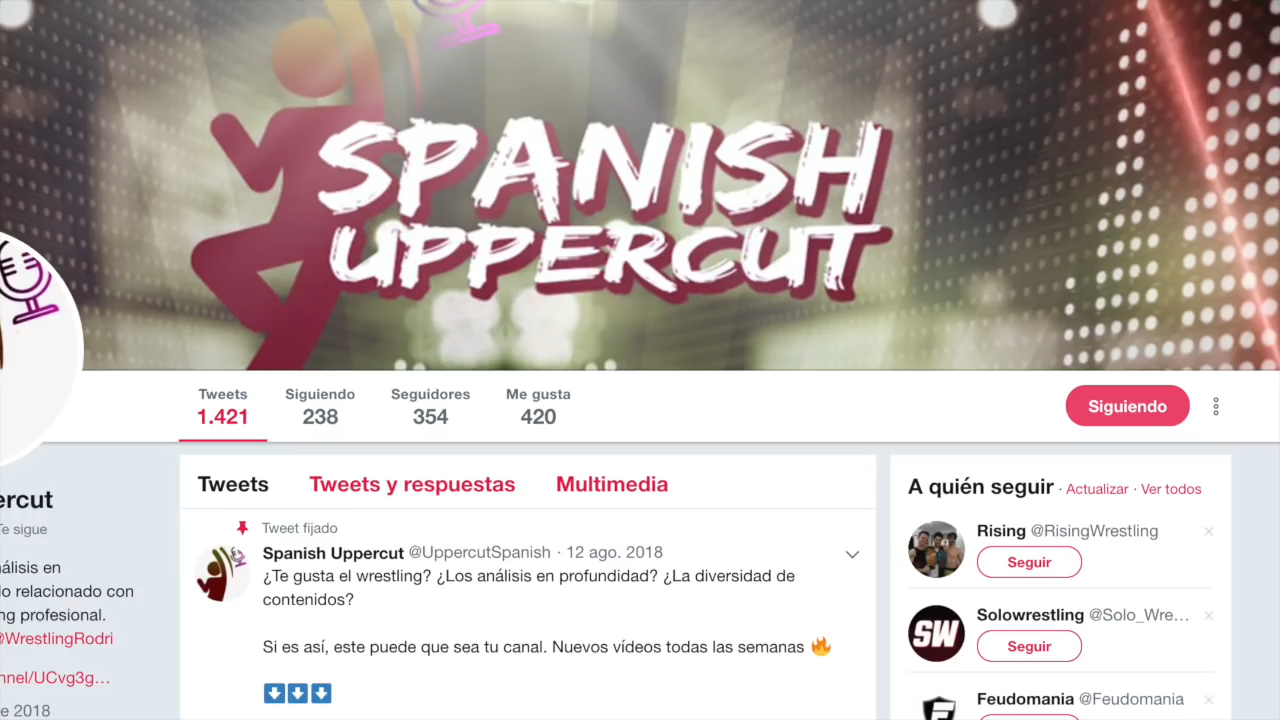 SPANISH
UPPERCUT
Tweets
1.421
Siguiendo
238
Seguidores
354
Me gusta
420
Siguiendo
ercut
Te sigue
álisis en
lo relacionado con
ng profesional.
@WrestlingRodri
nnel/UCvg3g…
e 2018
Tweets
Tweets y respuestas
Multimedia
Tweet fijado
Spanish Uppercut @UppercutSpanish · 12 ago. 2018
¿Te gusta el wrestling? ¿Los análisis en profundidad? ¿La diversidad de
contenidos?
Si es así, este puede que sea tu canal. Nuevos vídeos todas las semanas 🔥
⬇️⬇️⬇️
A quién seguir · Actualizar · Ver todos
Rising @RisingWrestling
Seguir
SW
Solowrestling @Solo_Wre…
Seguir
Feudomania @Feudomania